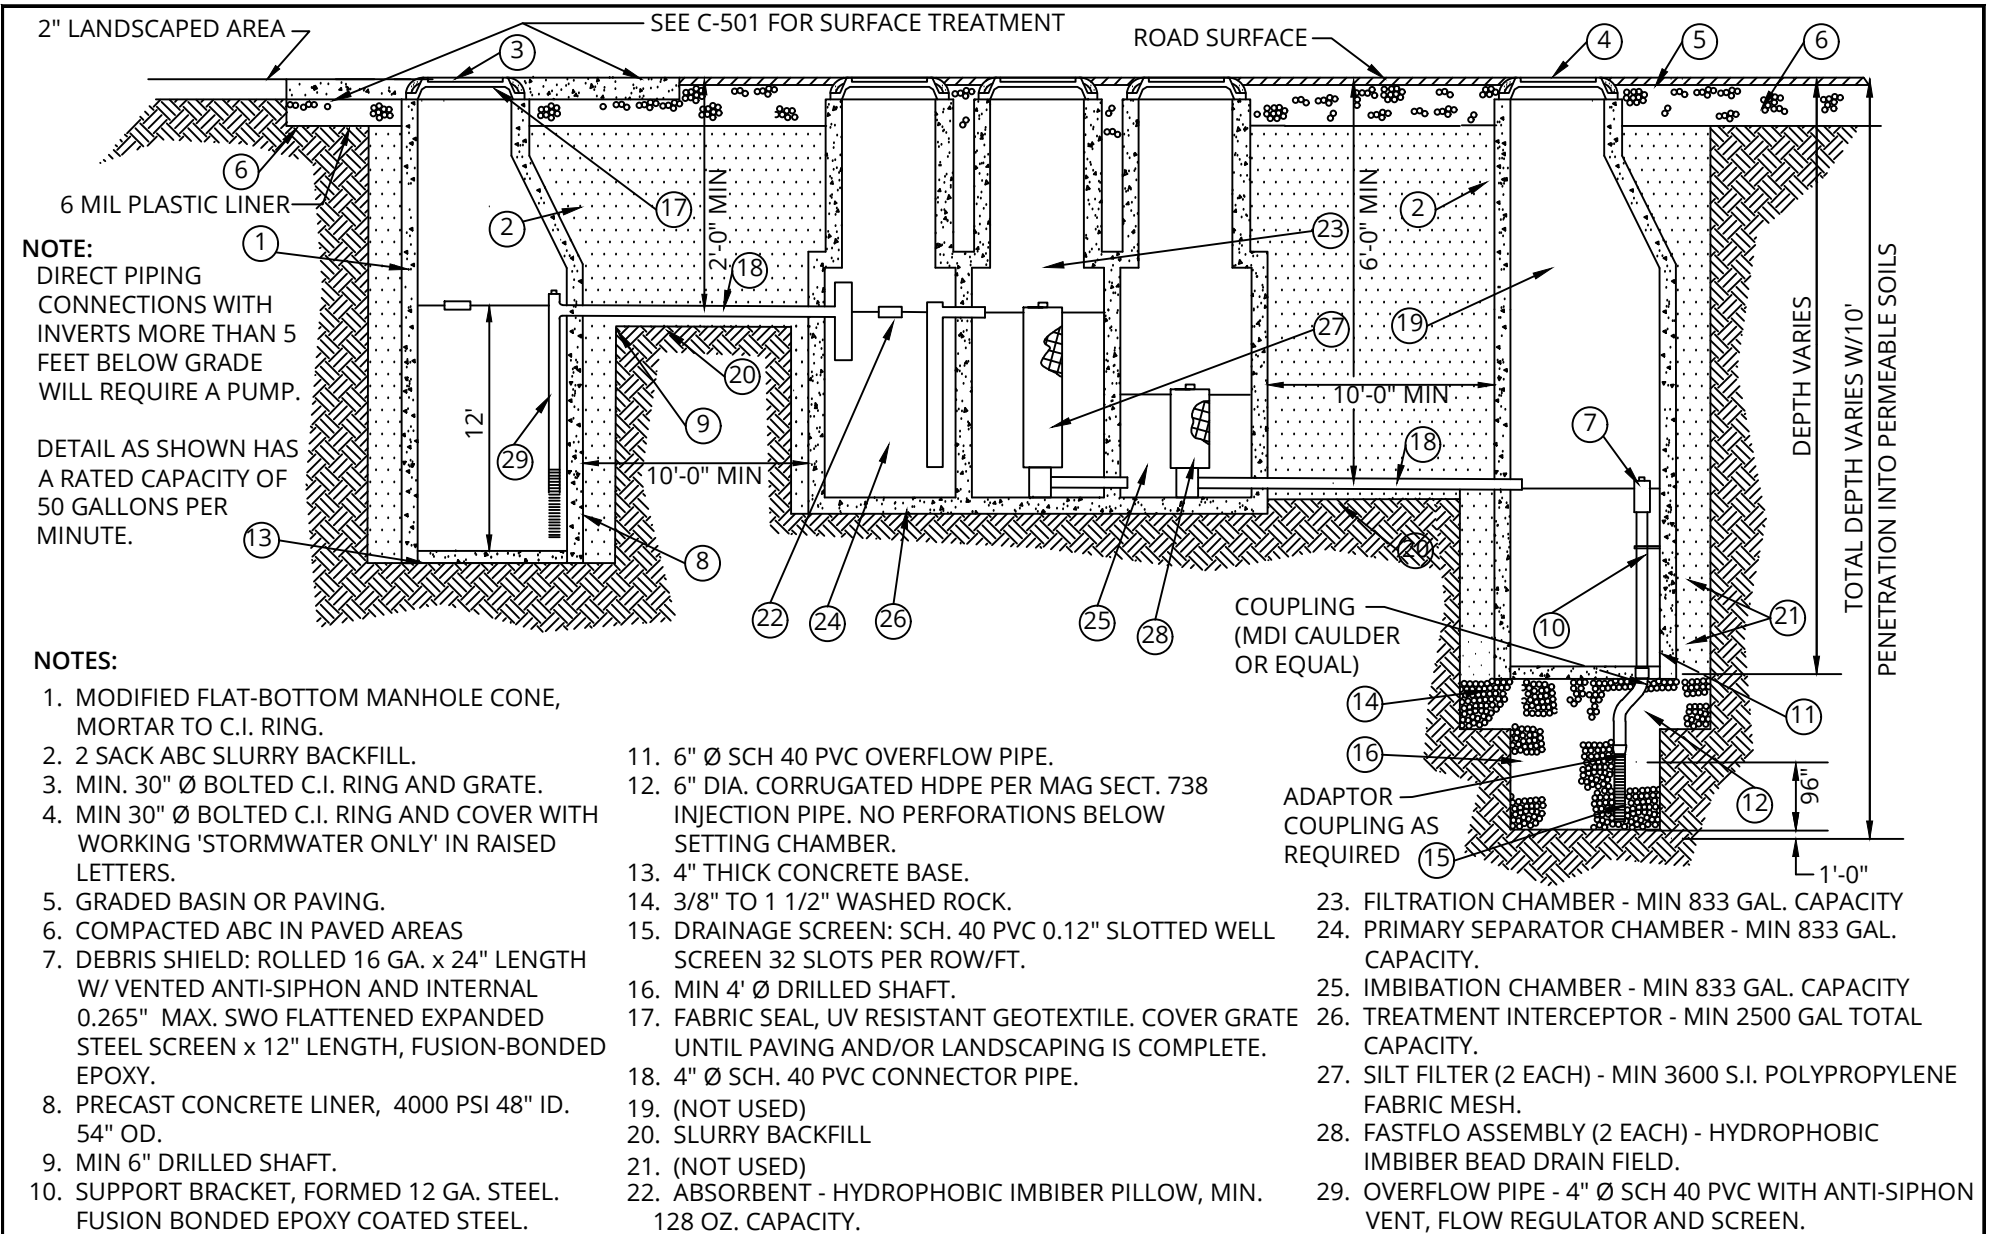 2" LANDSCAPED AREA
SEE C-501 FOR SURFACE TREATMENT
ROAD SURFACE
3
4
5
6
6
6 MIL PLASTIC LINER
17
2
1
2'-0" MIN
18
23
6'-0" MIN
2
NOTE:
DIRECT PIPING
CONNECTIONS WITH
INVERTS MORE THAN 5
FEET BELOW GRADE
WILL REQUIRE A PUMP.
DETAIL AS SHOWN HAS
A RATED CAPACITY OF
50 GALLONS PER
MINUTE.
12'
29
20
9
10'-0" MIN
27
19
10'-0" MIN
18
7
DEPTH VARIES
TOTAL DEPTH VARIES W/10'
PENETRATION INTO PERMEABLE SOILS
13
8
22
24
26
25
28
20
10
21
COUPLING
(MDI CAULDER
OR EQUAL)
14
11
16
12
96"
ADAPTOR
COUPLING AS
REQUIRED
15
1'-0"
NOTES:
1. MODIFIED FLAT-BOTTOM MANHOLE CONE,
MORTAR TO C.I. RING.
2. 2 SACK ABC SLURRY BACKFILL.
3. MIN. 30" Ø BOLTED C.I. RING AND GRATE.
4. MIN 30" Ø BOLTED C.I. RING AND COVER WITH
WORKING 'STORMWATER ONLY' IN RAISED
LETTERS.
5. GRADED BASIN OR PAVING.
6. COMPACTED ABC IN PAVED AREAS
7. DEBRIS SHIELD: ROLLED 16 GA. x 24" LENGTH
W/ VENTED ANTI-SIPHON AND INTERNAL
0.265" MAX. SWO FLATTENED EXPANDED
STEEL SCREEN x 12" LENGTH, FUSION-BONDED
EPOXY.
8. PRECAST CONCRETE LINER, 4000 PSI 48" ID.
54" OD.
9. MIN 6" DRILLED SHAFT.
10. SUPPORT BRACKET, FORMED 12 GA. STEEL.
FUSION BONDED EPOXY COATED STEEL.
11. 6" Ø SCH 40 PVC OVERFLOW PIPE.
12. 6" DIA. CORRUGATED HDPE PER MAG SECT. 738
INJECTION PIPE. NO PERFORATIONS BELOW
SETTING CHAMBER.
13. 4" THICK CONCRETE BASE.
14. 3/8" TO 1 1/2" WASHED ROCK.
15. DRAINAGE SCREEN: SCH. 40 PVC 0.12" SLOTTED WELL
SCREEN 32 SLOTS PER ROW/FT.
16. MIN 4' Ø DRILLED SHAFT.
17. FABRIC SEAL, UV RESISTANT GEOTEXTILE. COVER GRATE
UNTIL PAVING AND/OR LANDSCAPING IS COMPLETE.
18. 4" Ø SCH. 40 PVC CONNECTOR PIPE.
19. (NOT USED)
20. SLURRY BACKFILL
21. (NOT USED)
22. ABSORBENT - HYDROPHOBIC IMBIBER PILLOW, MIN.
128 OZ. CAPACITY.
23. FILTRATION CHAMBER - MIN 833 GAL. CAPACITY
24. PRIMARY SEPARATOR CHAMBER - MIN 833 GAL.
CAPACITY.
25. IMBIBATION CHAMBER - MIN 833 GAL. CAPACITY
26. TREATMENT INTERCEPTOR - MIN 2500 GAL TOTAL
CAPACITY.
27. SILT FILTER (2 EACH) - MIN 3600 S.I. POLYPROPYLENE
FABRIC MESH.
28. FASTFLO ASSEMBLY (2 EACH) - HYDROPHOBIC
IMBIBER BEAD DRAIN FIELD.
29. OVERFLOW PIPE - 4" Ø SCH 40 PVC WITH ANTI-SIPHON
VENT, FLOW REGULATOR AND SCREEN.